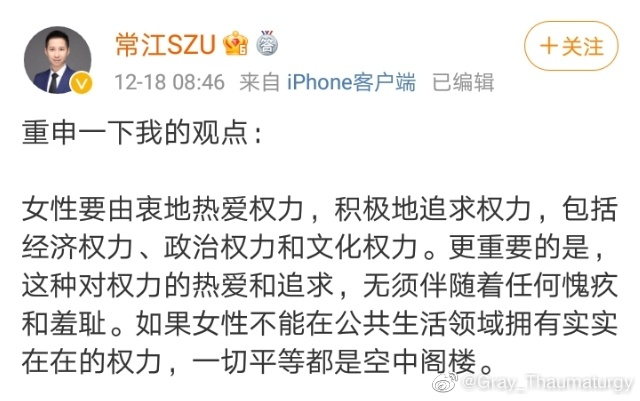 常江SZU
+关注
12-18 08:46 来自 iPhone客户端 已编辑
重申一下我的观点：
女性要由衷地热爱权力，积极地追求权力，包括
经济权力、政治权力和文化权力。更重要的是，
这种对权力的热爱和追求，无须伴随着任何愧疚
和羞耻。如果女性不能在公共生活领域拥有实实
在在的权力，一切平等都是空中阁楼。
@Gray_Thaumaturgy